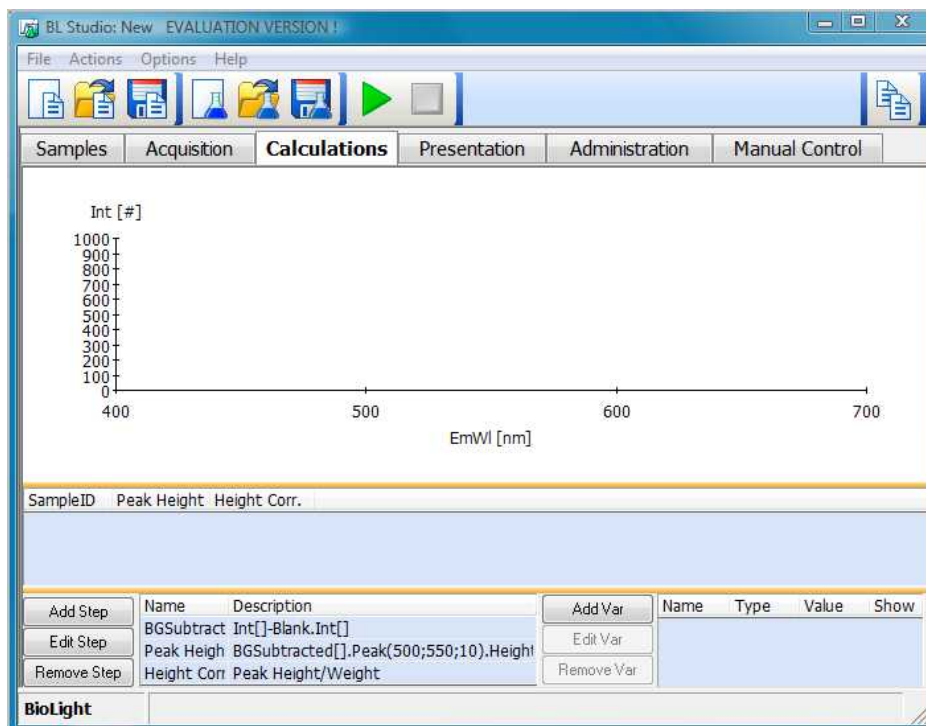 BL Studio: New EVALUATION VERSION !
File Actions Options Help
Samples Acquisition Calculations Presentation Administration Manual Control
Int [#]
1000
900
800
700
600
500
400
300
200
100
0
400 500 600 700
EmWl [nm]
SampleID Peak Height Height Corr.
Add Step Name Description Add Var Name Type Value Show
BGSubtract Int[]-Blank.Int[]
Edit Step Peak Heigh BGSubtracted[].Peak(500;550;10).Height Edit Var
Remove Step Height Corr Peak Height/Weight Remove Var
BioLight